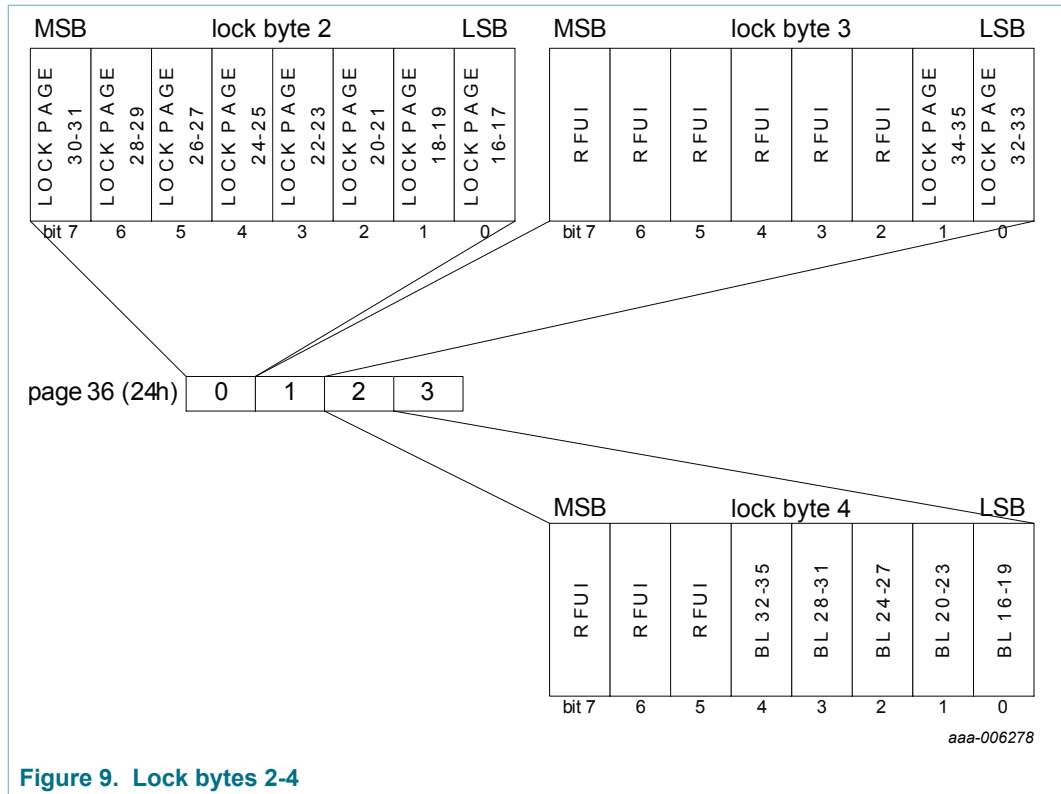 MSB lock byte 2 LSB
LOCK PAGE 30-31
LOCK PAGE 28-29
LOCK PAGE 26-27
LOCK PAGE 24-25
LOCK PAGE 22-23
LOCK PAGE 20-21
LOCK PAGE 18-19
LOCK PAGE 16-17
bit 7 6 5 4 3 2 1 0
MSB lock byte 3 LSB
RFUI
RFUI
RFUI
RFUI
RFUI
RFUI
LOCK PAGE 34-35
LOCK PAGE 32-33
bit 7 6 5 4 3 2 1 0
page 36 (24h) 0 1 2 3
MSB lock byte 4 LSB
RFUI
RFUI
RFUI
BL 32-35
BL 28-31
BL 24-27
BL 20-23
BL 16-19
bit 7 6 5 4 3 2 1 0
aaa-006278
Figure 9. Lock bytes 2-4